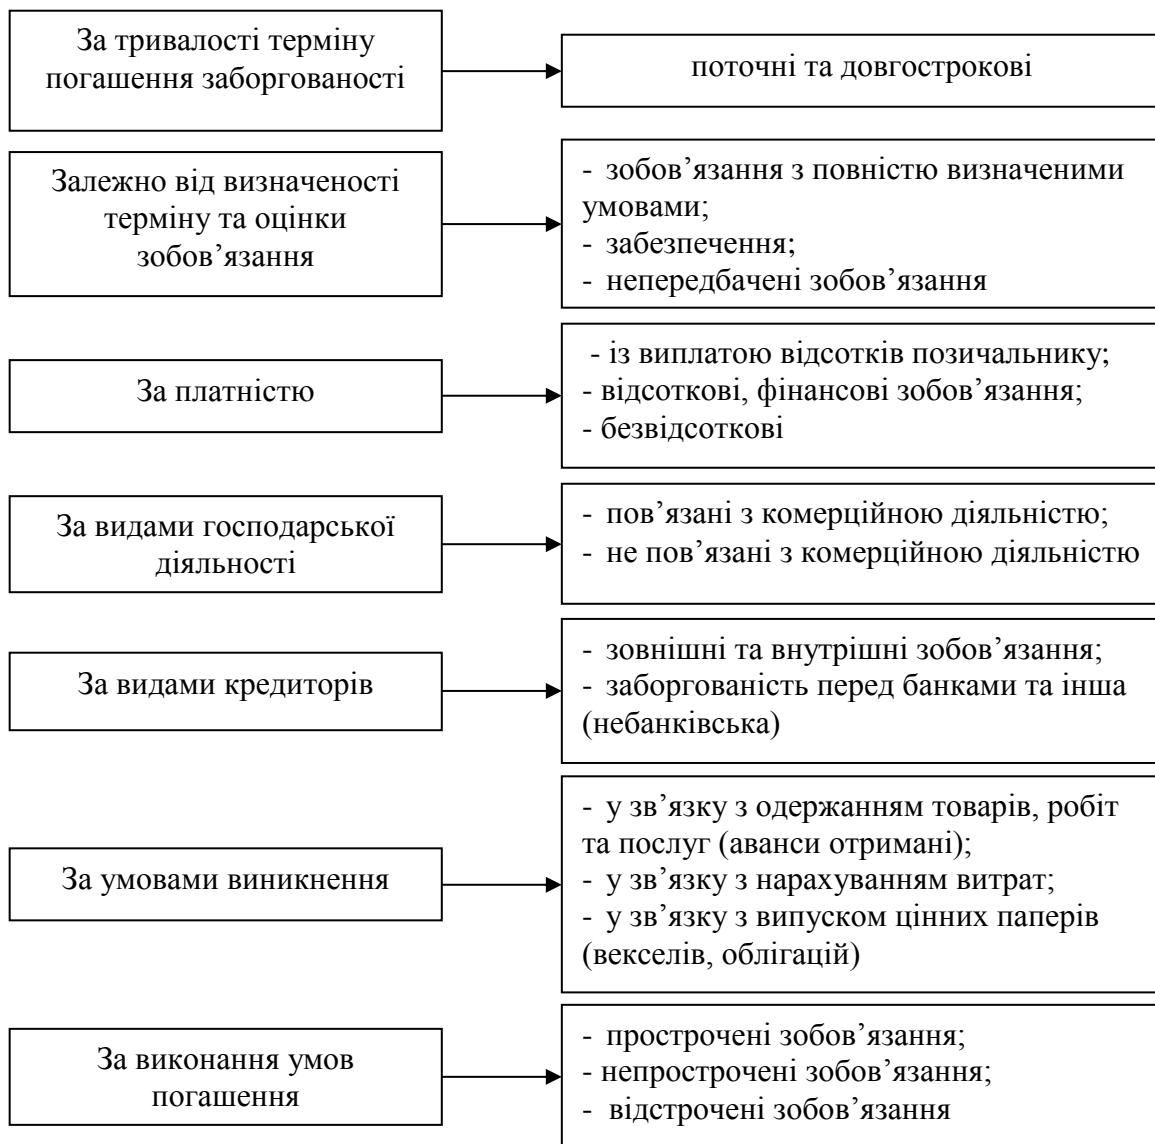 За тривалості терміну
погашення заборгованості
поточні та довгострокові
Залежно від визначеності
терміну та оцінки
зобов’язання
- зобов’язання з повністю визначеними
умовами;
- забезпечення;
- непередбачені зобов’язання
За платністю
- із виплатою відсотків позичальнику;
- відсоткові, фінансові зобов’язання;
- безвідсоткові
За видами господарської
діяльності
- пов’язані з комерційною діяльністю;
- не пов’язані з комерційною діяльністю
За видами кредиторів
- зовнішні та внутрішні зобов’язання;
- заборгованість перед банками та інша
(небанківська)
За умовами виникнення
- у зв’язку з одержанням товарів, робіт
та послуг (аванси отримані);
- у зв’язку з нарахуванням витрат;
- у зв’язку з випуском цінних паперів
(векселів, облігацій)
За виконання умов
погашення
- прострочені зобов’язання;
- непрострочені зобов’язання;
- відстрочені зобов’язання